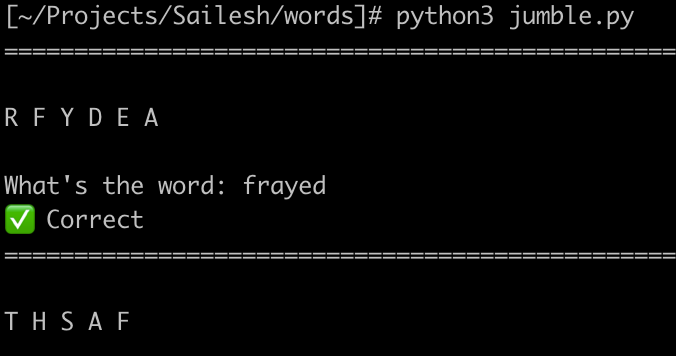 [~/Projects/Sailesh/words]# python3 jumble.py
================================================
R F Y D E A
What's the word: frayed
✅ Correct
================================================
T H S A F